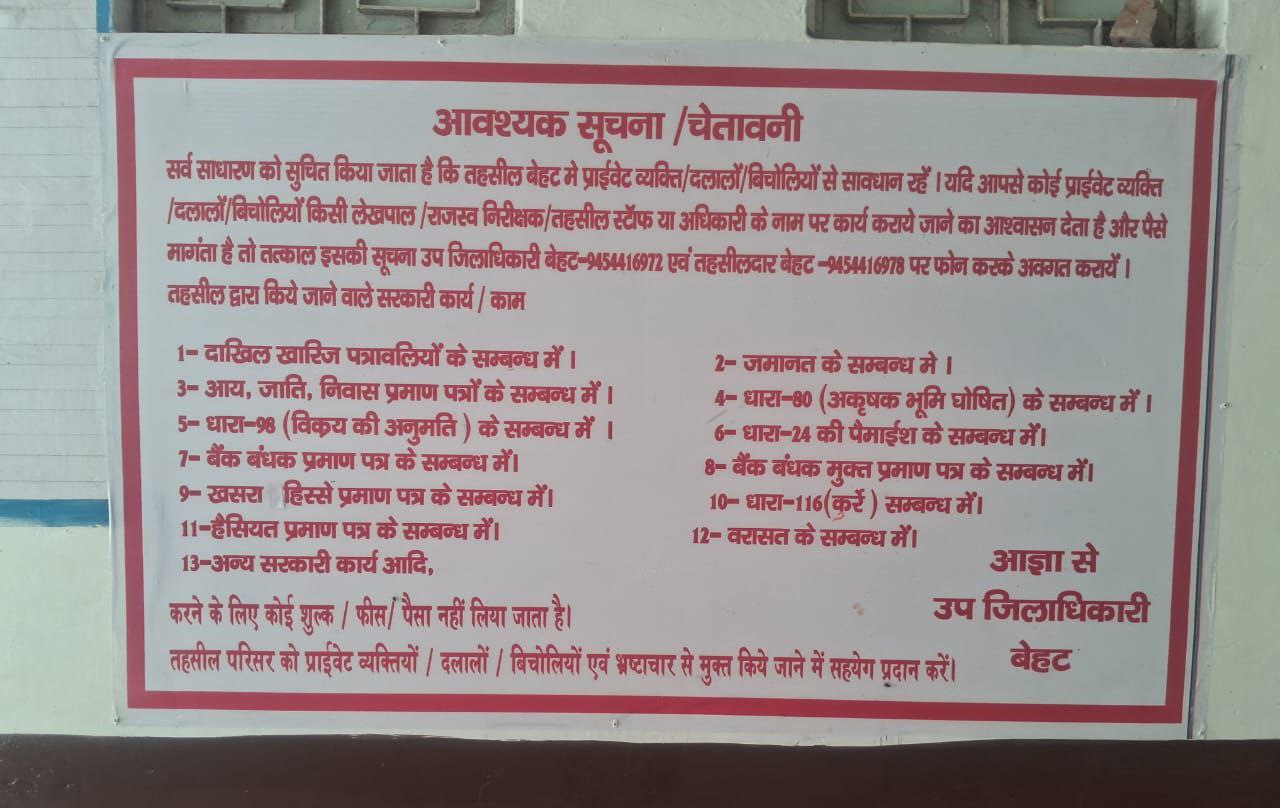 आवश्यक सूचना /चेतावनी
सर्व साधारण को सुचित किया जाता है कि तहसील बेहट मे प्राईवेट व्यक्ति/दलालों/बिचोलियों से सावधान रहें । यदि आपसे कोई प्राईवेट व्यक्ति
/दलालों/बिचोलियों किसी लेखपाल /राजस्व निरीक्षक/तहसील स्टॉफ या अधिकारी के नाम पर कार्य कराये जाने का आश्वासन देता है और पैसे
मागंता है तो तत्काल इसकी सूचना उप जिलाधिकारी बेहट-9454416972 एवं तहसीलदार बेहट -9454416978 पर फोन करके अवगत करायें ।
तहसील द्वारा किये जाने वाले सरकारी कार्य / काम
1- दाखिल खारिज पत्रावलियों के सम्बन्ध में ।
2- जमानत के सम्बन्ध मे ।
3- आय, जाति, निवास प्रमाण पत्रों के सम्बन्ध में ।
4- धारा-80 (अकृषक भूमि घोषित) के सम्बन्ध में ।
5- धारा-98 (विक्रय की अनुमति ) के सम्बन्ध में ।
6- धारा-24 की पैमाईश के सम्बन्ध में।
7- बैंक बंधक प्रमाण पत्र के सम्बन्ध में।
8- बैंक बंधक मुक्त प्रमाण पत्र के सम्बन्ध में।
9- खसरा हिस्से प्रमाण पत्र के सम्बन्ध में।
10- धारा-116(कुर्रे ) सम्बन्ध में।
11-हैसियत प्रमाण पत्र के सम्बन्ध में।
12- वरासत के सम्बन्ध में।
13-अन्य सरकारी कार्य आदि,
करने के लिए कोई शुल्क / फीस/ पैसा नहीं लिया जाता है।
तहसील परिसर को प्राईवेट व्यक्तियों / दलालों / बिचोलियों एवं भ्रष्टाचार से मुक्त किये जाने में सहयेग प्रदान करें।
आज्ञा से
उप जिलाधिकारी
बेहट